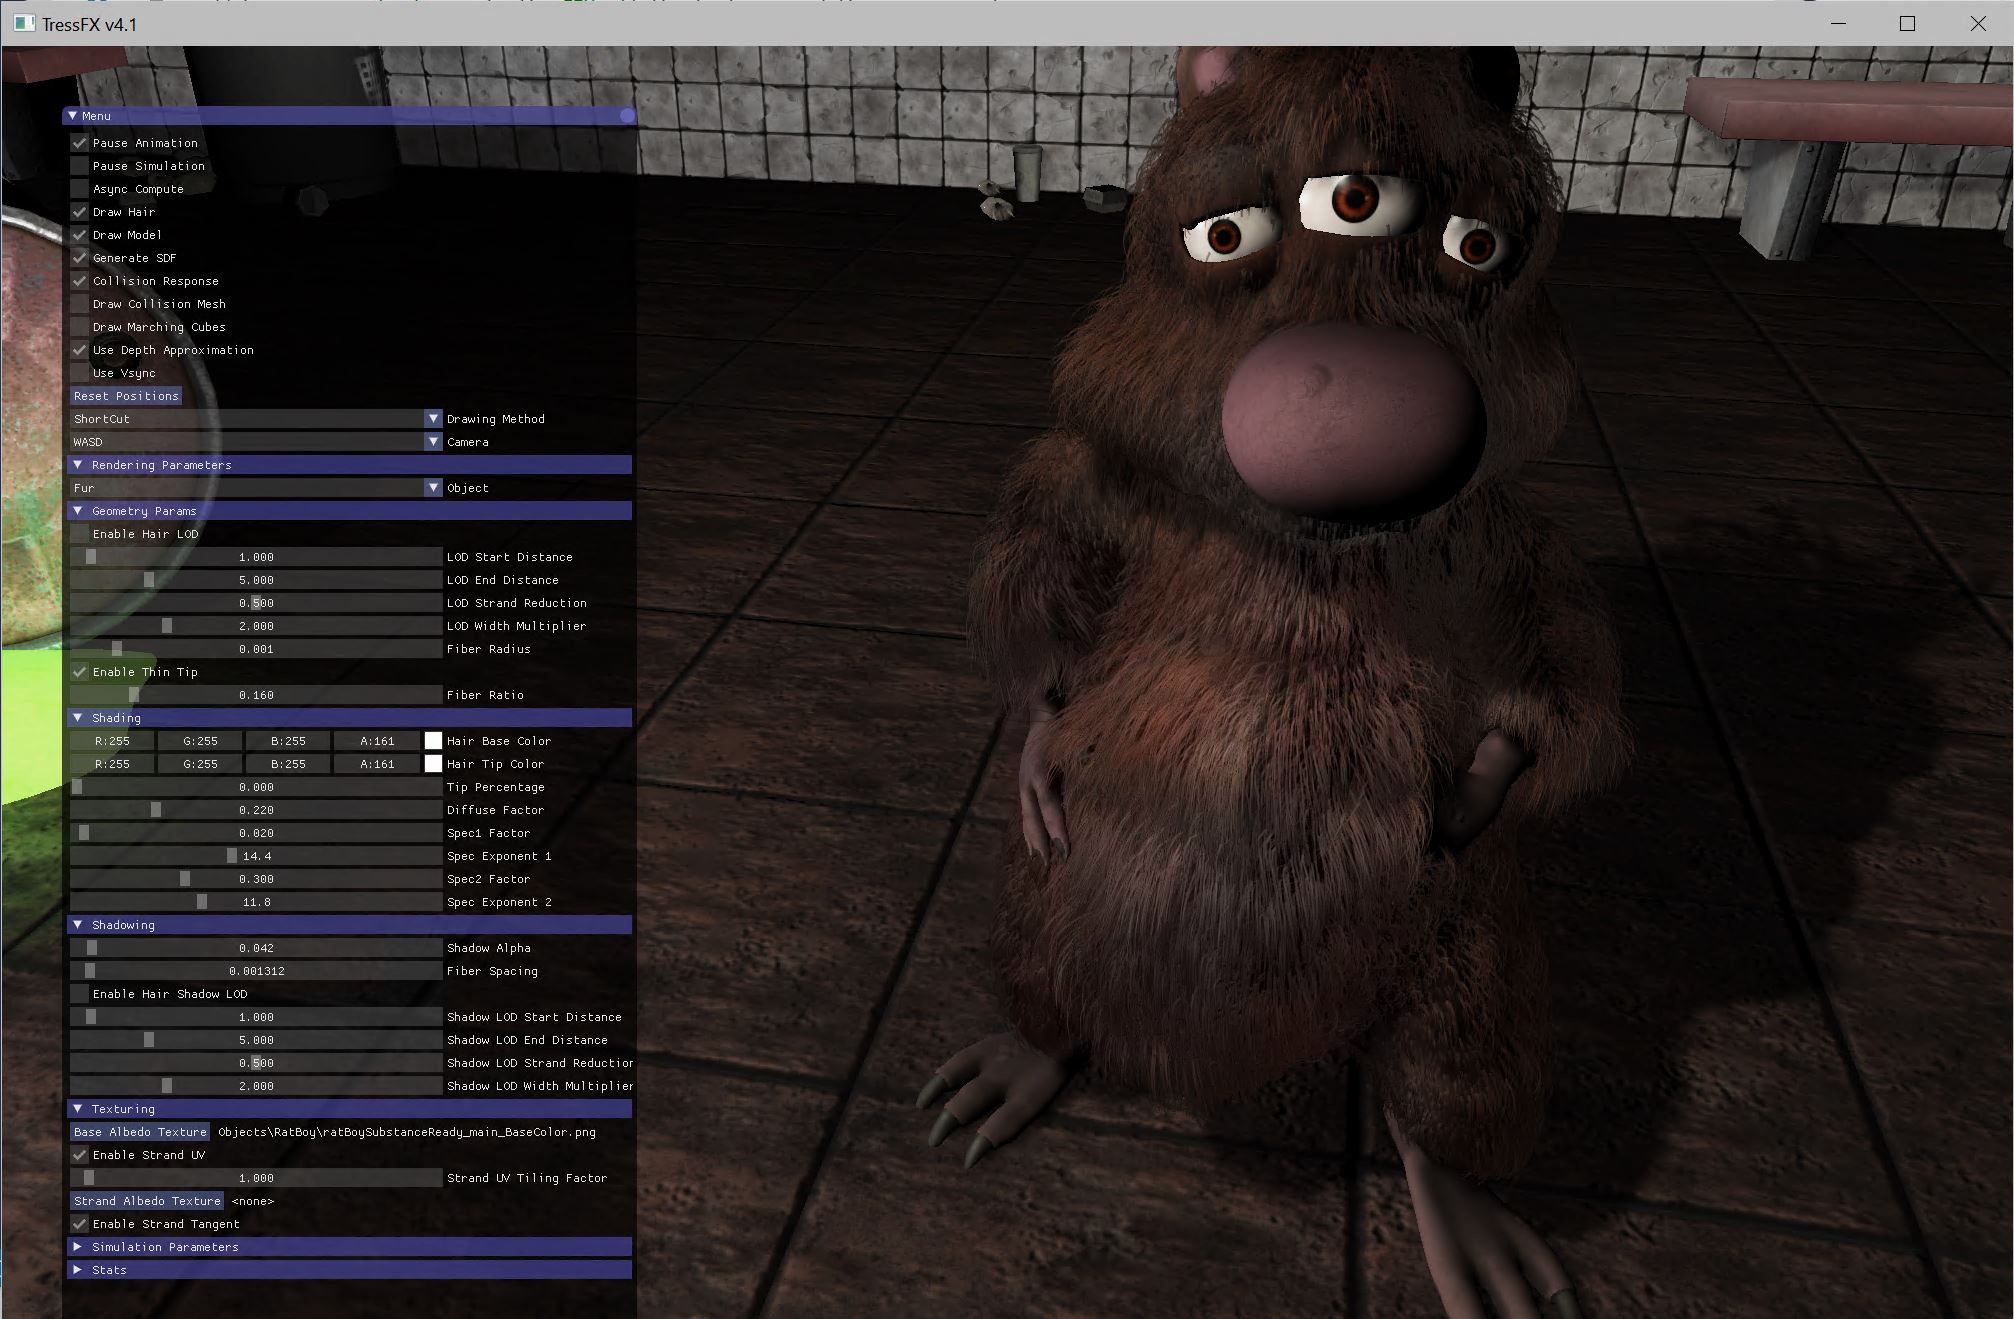 TressFX v4.1
Menu
Pause Animation
Pause Simulation
Async Compute
Draw Hair
Draw Model
Generate SDF
Collision Response
Draw Collision Mesh
Draw Marching Cubes
Use Depth Approximation
Use Vsync
Reset Positions
ShortCut Drawing Method
WASD Camera
Rendering Parameters
Fur Object
Geometry Params
Enable Hair LOD
1.000 LOD Start Distance
5.000 LOD End Distance
0.500 LOD Strand Reduction
2.000 LOD Width Multiplier
0.001 Fiber Radius
Enable Thin Tip
0.160 Fiber Ratio
Shading
R:255 G:255 B:255 A:161 Hair Base Color
R:255 G:255 B:255 A:161 Hair Tip Color
0.000 Tip Percentage
0.220 Diffuse Factor
0.020 Spec1 Factor
14.4 Spec Exponent 1
0.300 Spec2 Factor
11.8 Spec Exponent 2
Shadowing
0.042 Shadow Alpha
0.001312 Fiber Spacing
Enable Hair Shadow LOD
1.000 Shadow LOD Start Distance
5.000 Shadow LOD End Distance
0.500 Shadow LOD Strand Reduction
2.000 Shadow LOD Width Multiplier
Texturing
Base Albedo Texture Objects\RatBoy\ratBoySubstanceReady_main_BaseColor.png
Enable Strand UV
1.000 Strand UV Tiling Factor
Strand Albedo Texture <none>
Enable Strand Tangent
Simulation Parameters
Stats